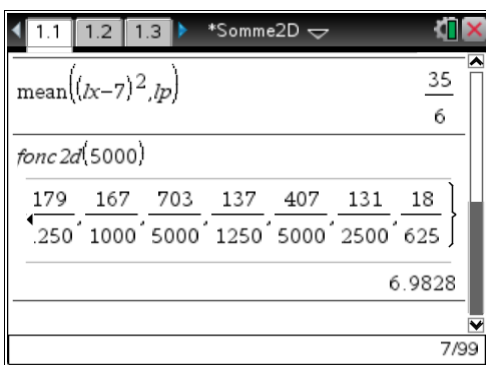 1.1 1.2 1.3 *Somme2D
mean((lx-7)^2,lp) 35/6
fonc2d(5000)
179/.250, 167/1000, 703/5000, 137/1250, 407/5000, 131/2500, 18/625}
6.9828
7/99